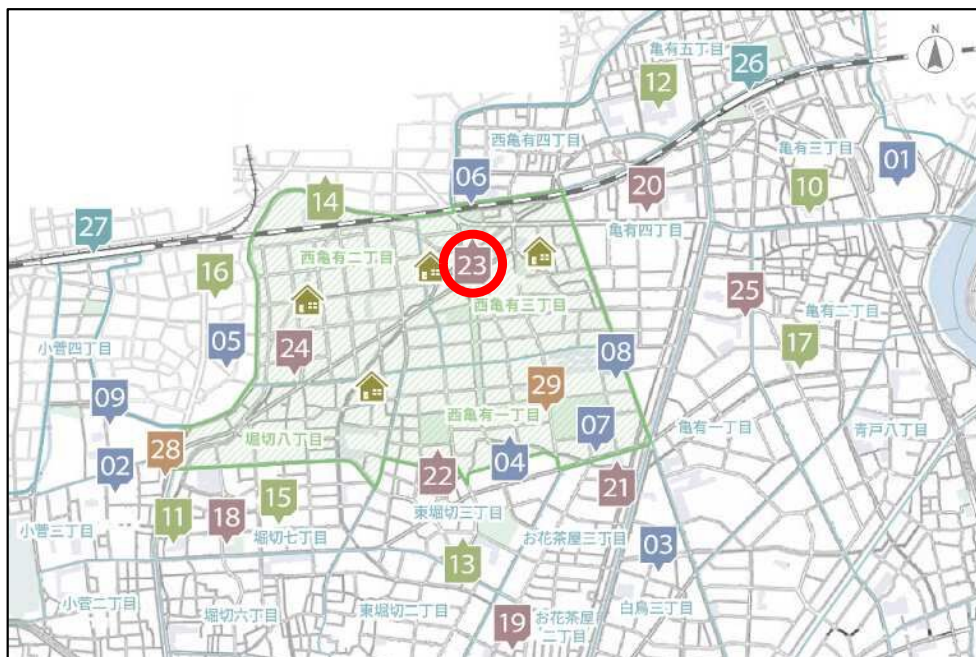 亀有五丁目
26
N
12
西亀有四丁目
亀有三丁目
01
06
20
10
14
27
亀有四丁目
西亀有二丁目
23
16
25
西亀有三丁目
亀有二丁目
小菅四丁目
05
24
08
17
09
29
西亀有一丁目
07
亀有一丁目
青戸八丁目
堀切八丁目
28
02
22
04
21
11
18
15
東堀切三丁目
小菅三丁目
堀切七丁目
お花茶屋三丁目
03
13
小菅二丁目
堀切六丁目
東堀切二丁目
19
お花茶屋
二丁目
白鳥三丁目